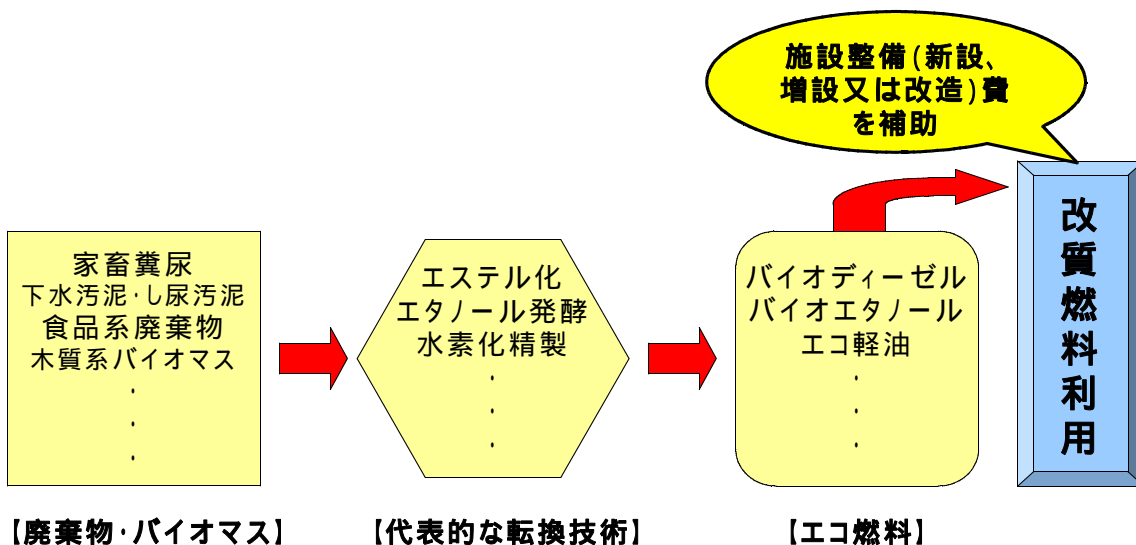 施設整備(新設、
増設又は改造)費
を補助
家畜糞尿
下水汚泥・し尿汚泥
食品系廃棄物
木質系バイオマス
・
・
・
エステル化
エタノール発酵
水素化精製
・
・
・
バイオディーゼル
バイオエタノール
エコ軽油
・
・
・
改質燃料利用
【廃棄物・バイオマス】
【代表的な転換技術】
【エコ燃料】